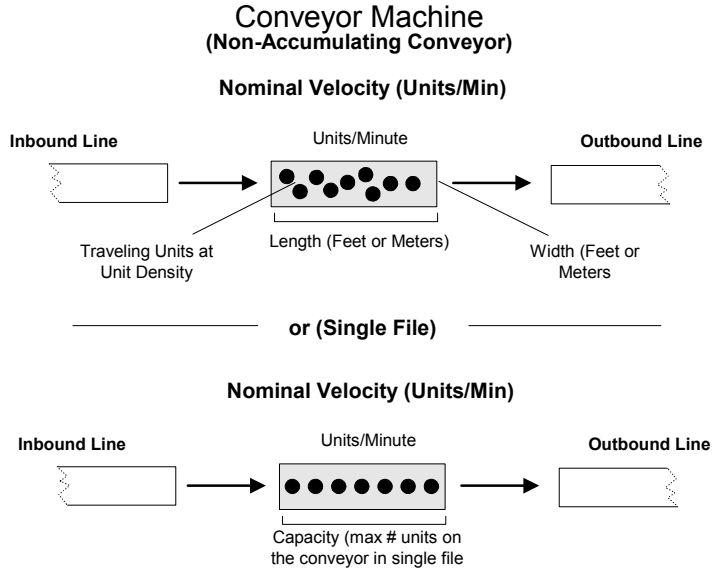 Conveyor Machine
(Non-Accumulating Conveyor)
Nominal Velocity (Units/Min)
Inbound Line
Units/Minute
Outbound Line
Traveling Units at
Unit Density
Length (Feet or Meters)
Width (Feet or
Meters
or (Single File)
Nominal Velocity (Units/Min)
Inbound Line
Units/Minute
Outbound Line
Capacity (max # units on
the conveyor in single file